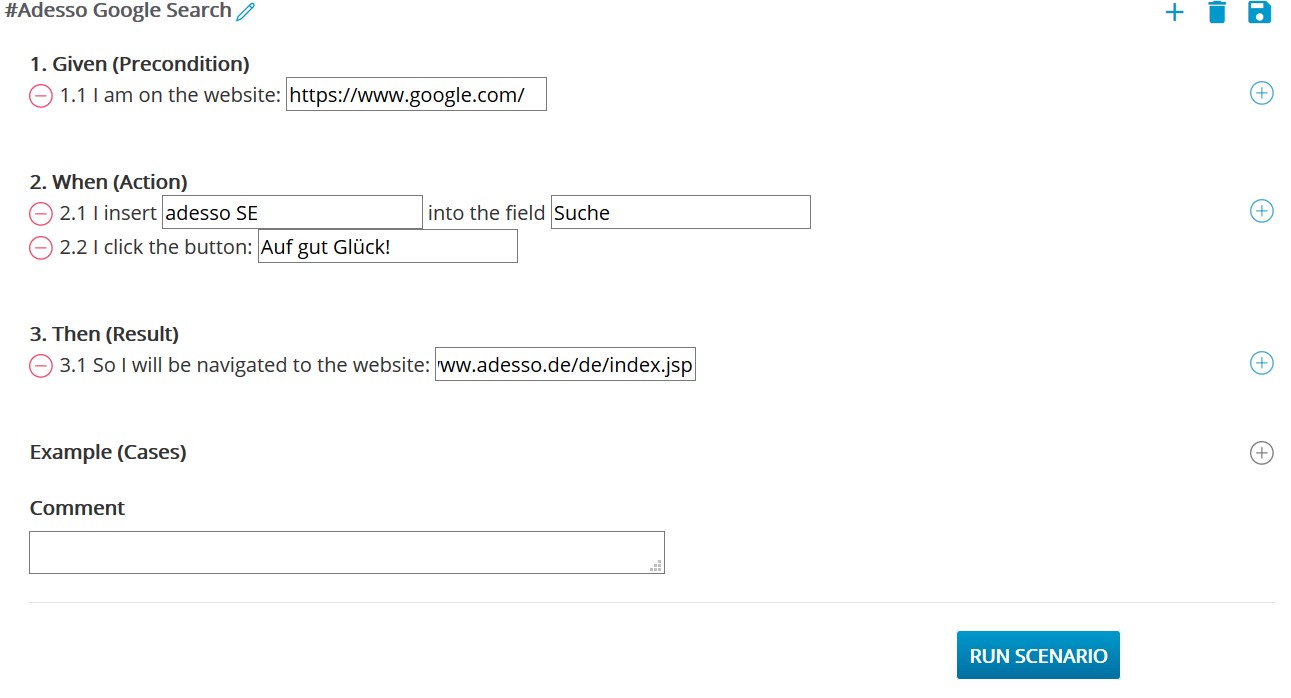 #Adesso Google Search
1. Given (Precondition)
1.1 I am on the website: https://www.google.com/
2. When (Action)
2.1 I insert adesso SE into the field Suche
2.2 I click the button: Auf gut Glück!
3. Then (Result)
3.1 So I will be navigated to the website: ww.adesso.de/de/index.jsp
Example (Cases)
Comment
RUN SCENARIO